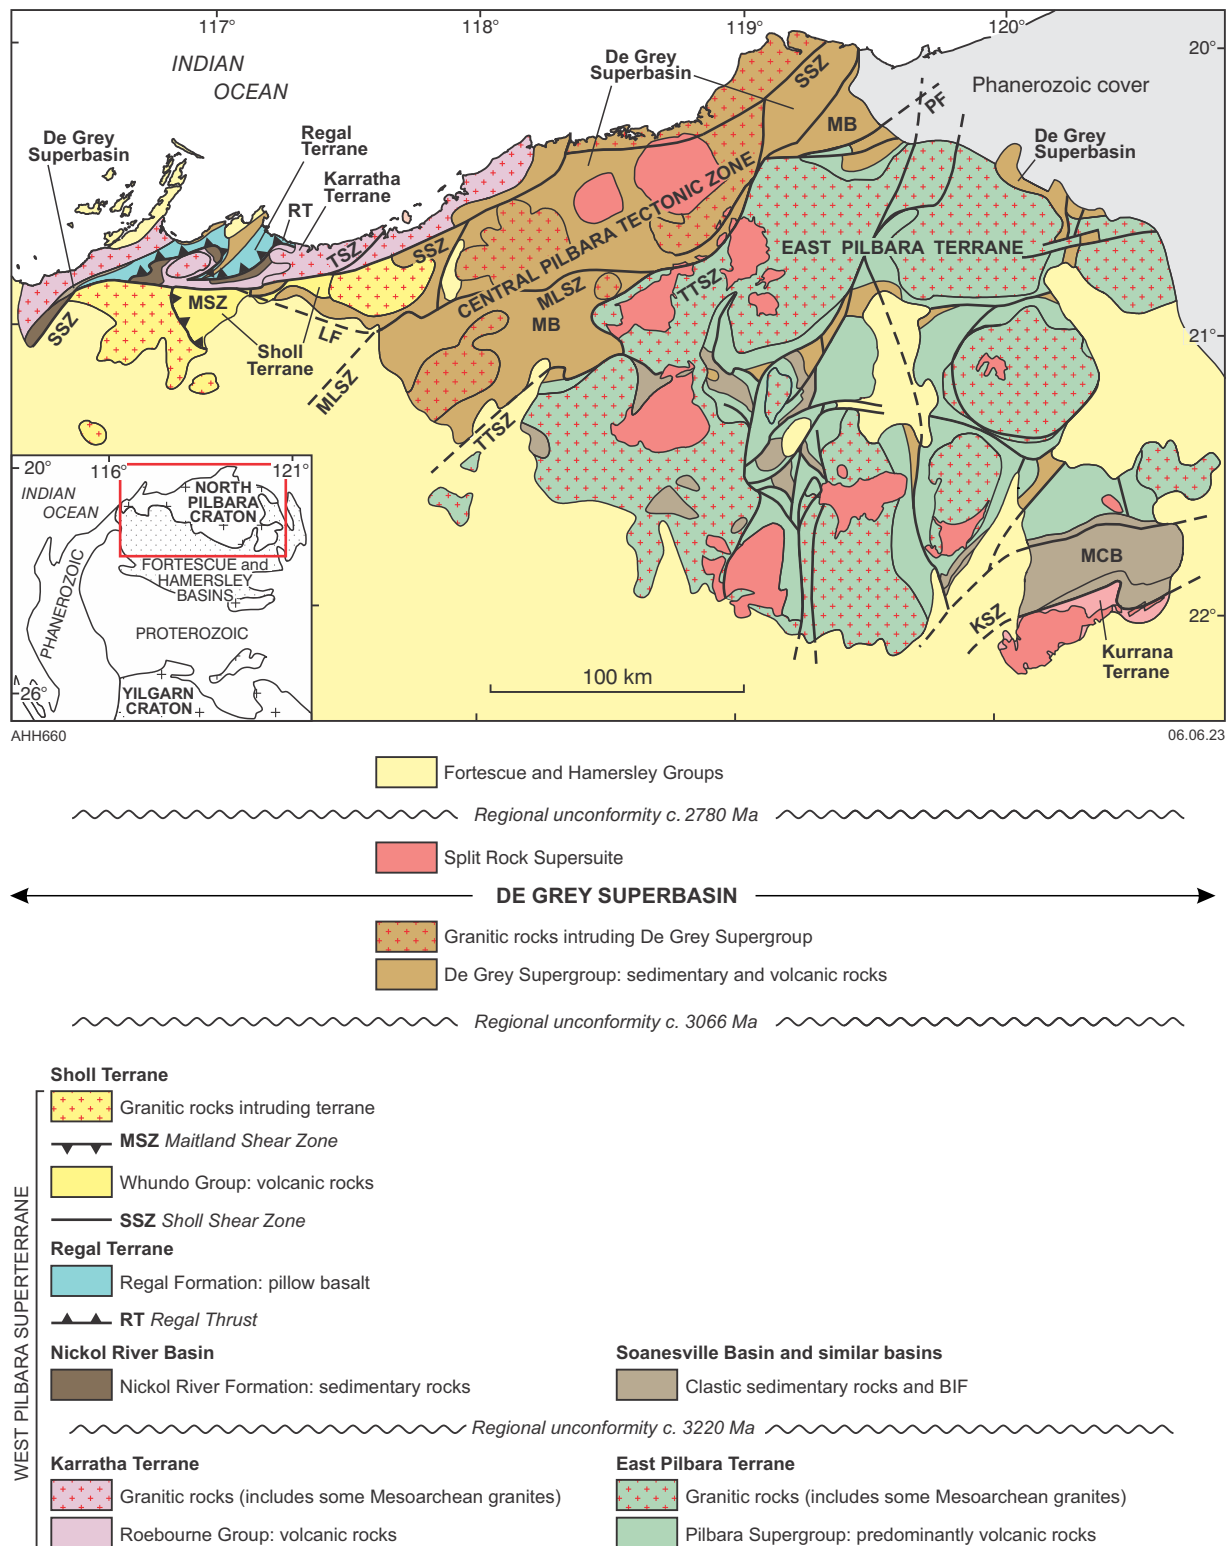 117°
118°
119°
120°
20°
21°
22°
INDIAN
OCEAN
De Grey
Superbasin
Regal
Terrane
RT
Karratha
Terrane
De Grey
Superbasin
SSZ
MB
PF
Phanerozoic cover
De Grey
Superbasin
TSZ
SSZ
CENTRAL PILBARA TECTONIC ZONE
EAST PILBARA TERRANE
MLSZ
TTSZ
MB
SSZ
MSZ
Sholl
Terrane
LF
MLSZ
TTSZ
MCB
KSZ
Kurrana
Terrane
100 km
20°
116°
121°
INDIAN
OCEAN
NORTH
PILBARA
CRATON
FORTESCUE and
HAMERSLEY
BASINS
PHANEROZOIC
PROTEROZOIC
26°
YILGARN
CRATON
AHH660
06.06.23
Fortescue and Hamersley Groups
Regional unconformity c. 2780 Ma
Split Rock Supersuite
DE GREY SUPERBASIN
Granitic rocks intruding De Grey Supergroup
De Grey Supergroup: sedimentary and volcanic rocks
Regional unconformity c. 3066 Ma
WEST PILBARA SUPERTERRANE
Sholl Terrane
Granitic rocks intruding terrane
MSZ Maitland Shear Zone
Whundo Group: volcanic rocks
SSZ Sholl Shear Zone
Regal Terrane
Regal Formation: pillow basalt
RT Regal Thrust
Nickol River Basin
Nickol River Formation: sedimentary rocks
Soanesville Basin and similar basins
Clastic sedimentary rocks and BIF
Regional unconformity c. 3220 Ma
Karratha Terrane
Granitic rocks (includes some Mesoarchean granites)
Roebourne Group: volcanic rocks
East Pilbara Terrane
Granitic rocks (includes some Mesoarchean granites)
Pilbara Supergroup: predominantly volcanic rocks